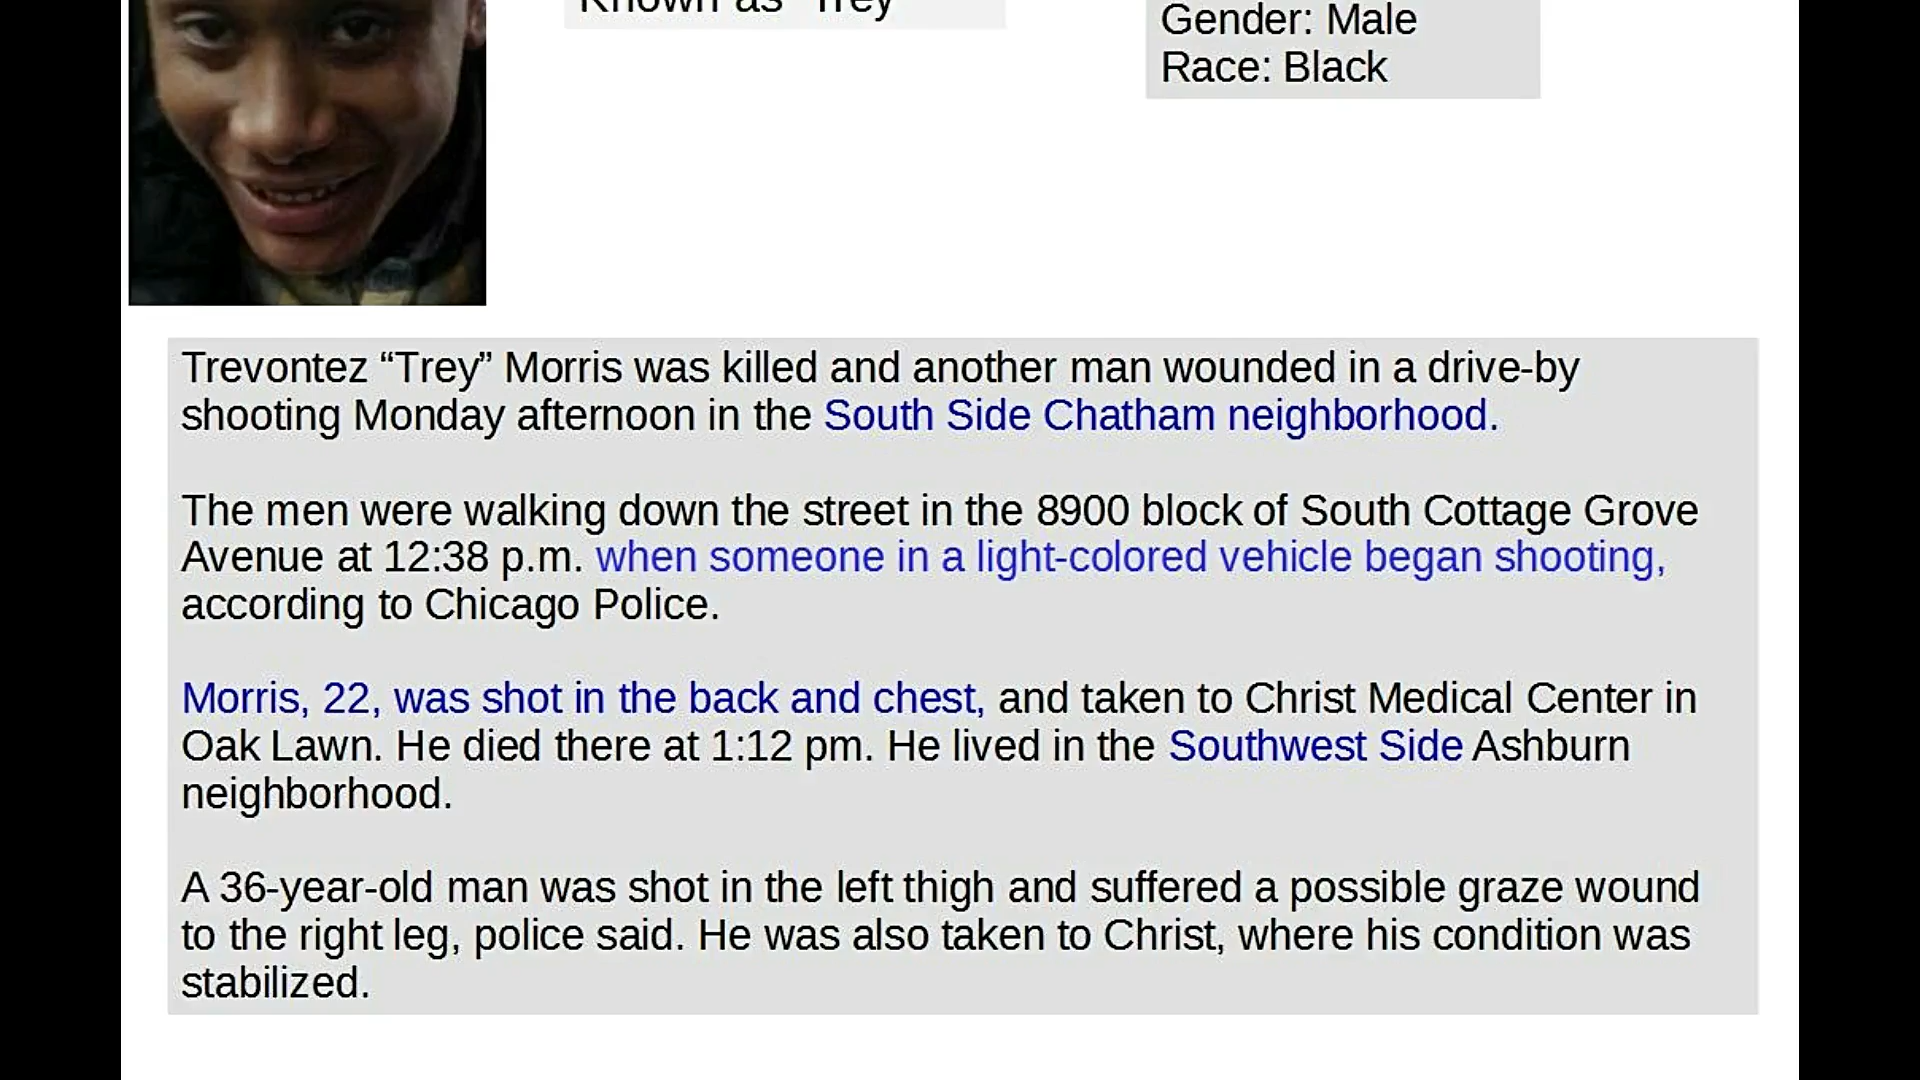 Known as "Trey"
Gender: Male
Race: Black
Trevontez “Trey” Morris was killed and another man wounded in a drive-by
shooting Monday afternoon in the South Side Chatham neighborhood.
The men were walking down the street in the 8900 block of South Cottage Grove
Avenue at 12:38 p.m. when someone in a light-colored vehicle began shooting,
according to Chicago Police.
Morris, 22, was shot in the back and chest, and taken to Christ Medical Center in
Oak Lawn. He died there at 1:12 pm. He lived in the Southwest Side Ashburn
neighborhood.
A 36-year-old man was shot in the left thigh and suffered a possible graze wound
to the right leg, police said. He was also taken to Christ, where his condition was
stabilized.